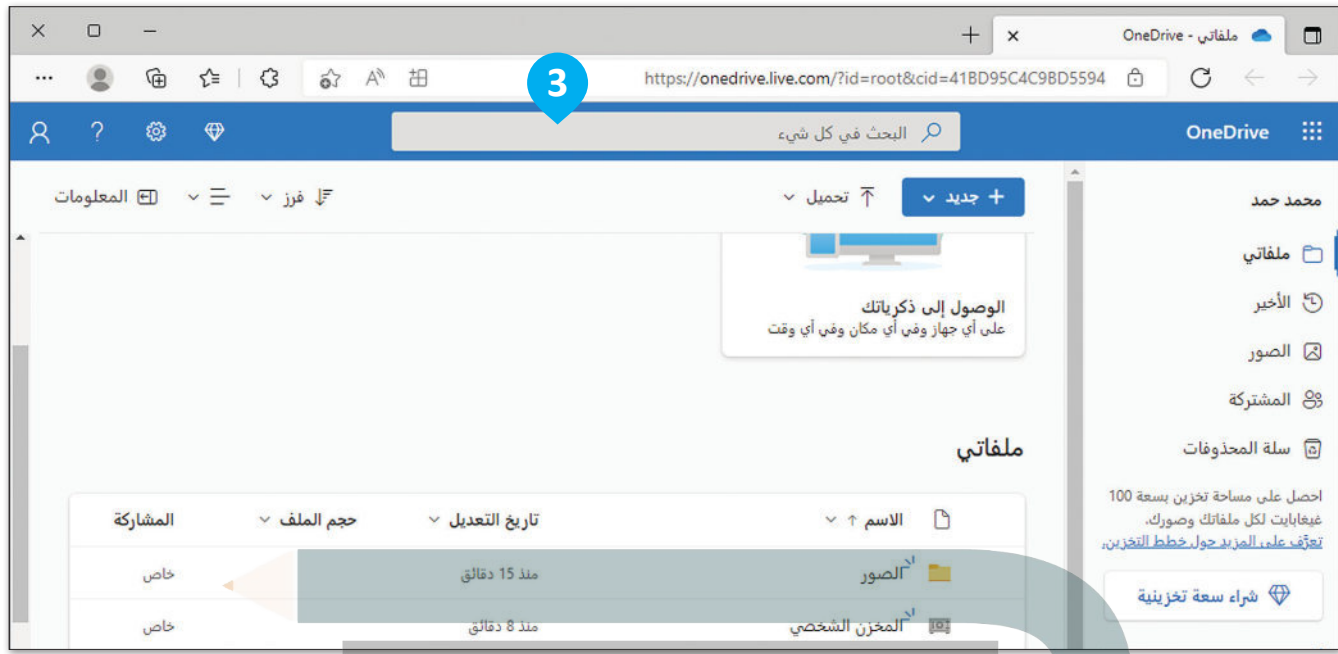 ملفاتي - OneDrive
https://onedrive.live.com/?id=root&cid=41BD95C4C9BD5594
3
OneDrive
البحث في كل شيء
محمد حمد
ملفاتي
الأخير
الصور
المشتركة
سلة المحذوفات
احصل على مساحة تخزين بسعة 100
غيغابايت لكل ملفاتك وصورك.
تعرَّف على المزيد حول خطط التخزين.
شراء سعة تخزينية
+ جديد
تحميل
فرز
المعلومات
الوصول إلى ذكرياتك
على أي جهاز وفي أي مكان وفي أي وقت
ملفاتي
الاسم ↑ تاريخ التعديل حجم الملف المشاركة
الصور منذ 15 دقائق خاص
المخزن الشخصي منذ 8 دقائق خاص